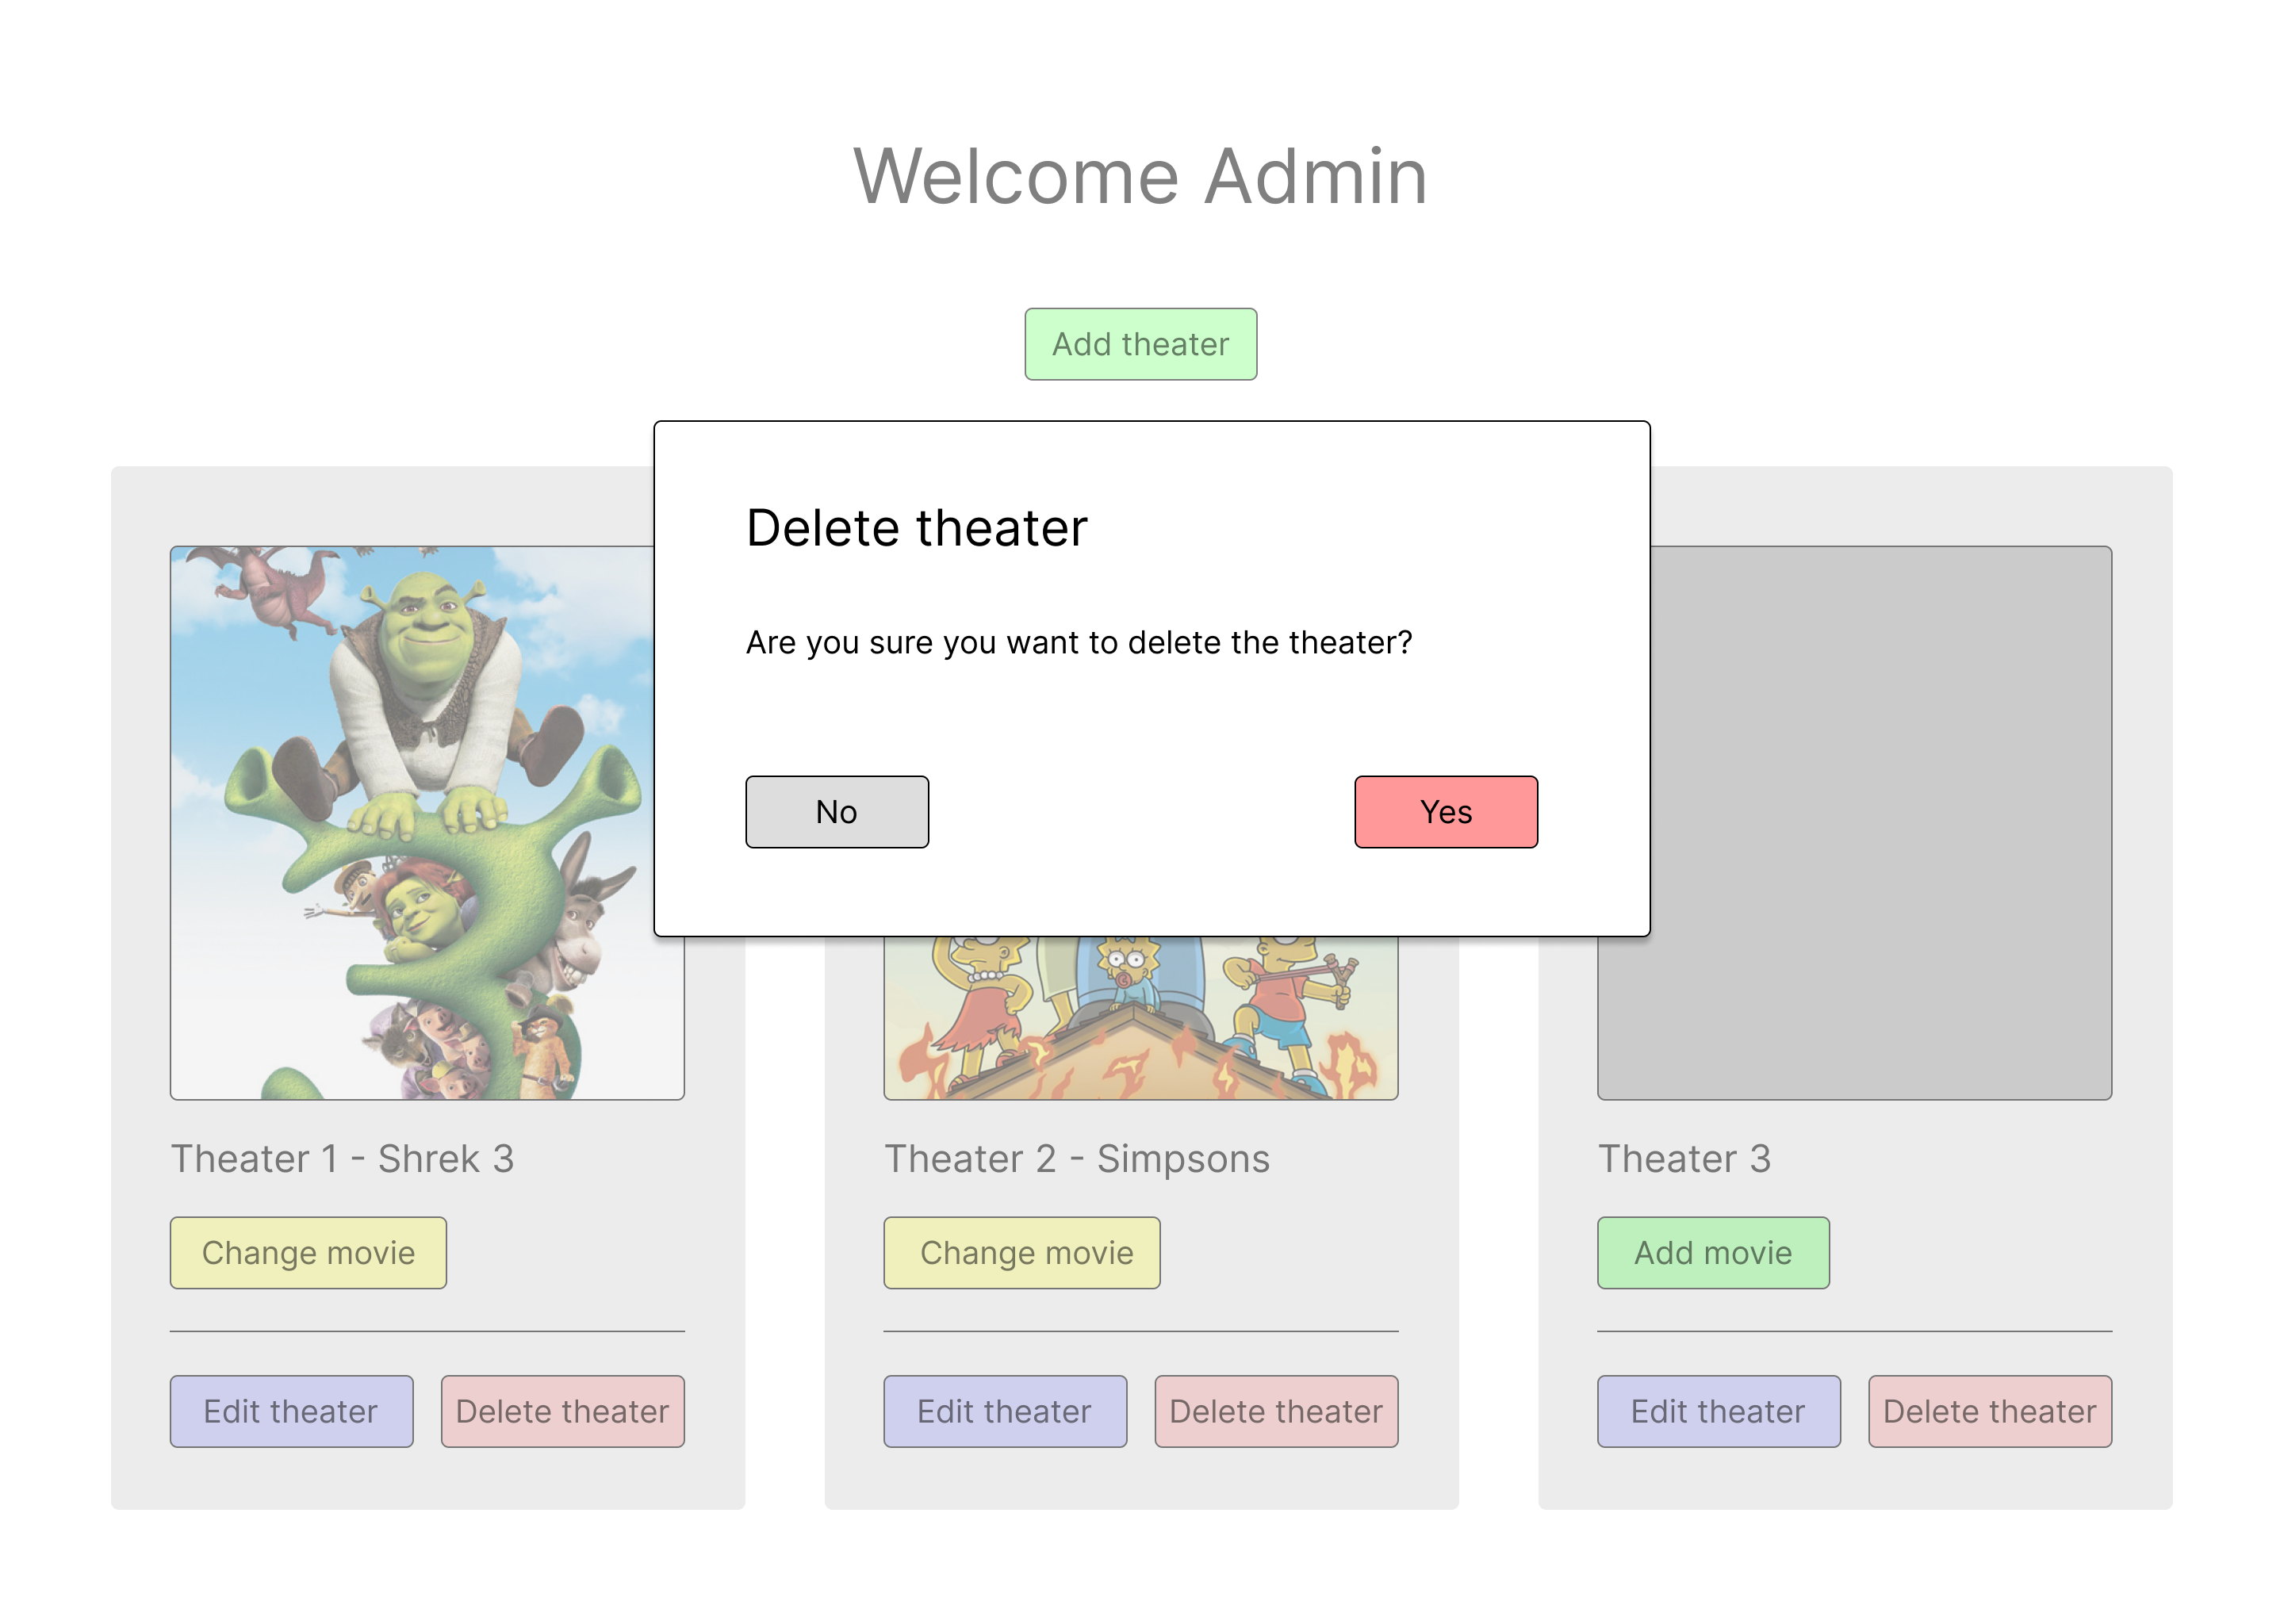 Welcome Admin
Add theater
Delete theater
Are you sure you want to delete the theater?
No
Yes
Theater 1 - Shrek 3
Change movie
Edit theater
Delete theater
Theater 2 - Simpsons
Change movie
Edit theater
Delete theater
Theater 3
Add movie
Edit theater
Delete theater